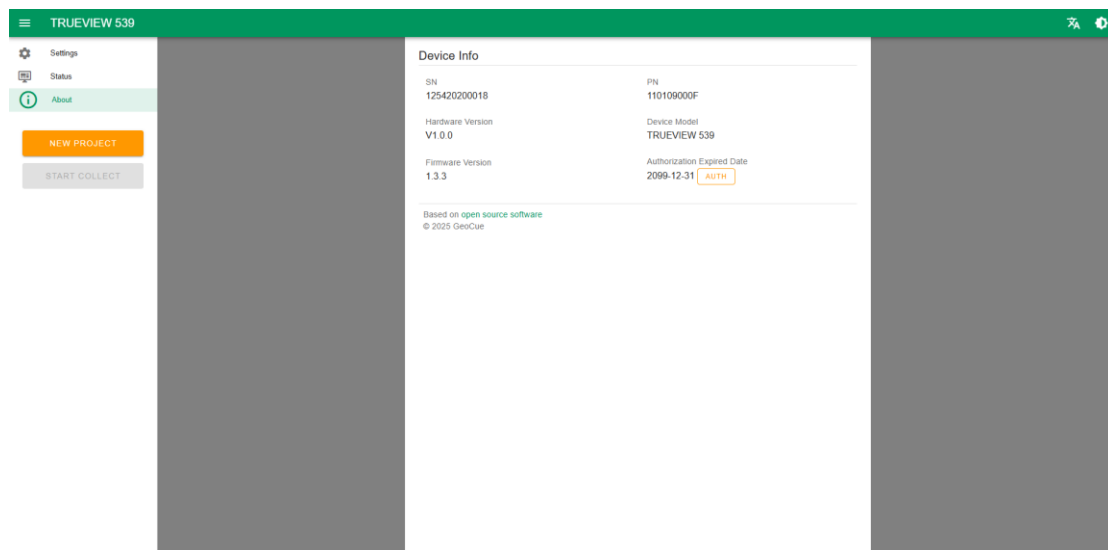 TRUEVIEW 539
Settings
Status
About
NEW PROJECT
START COLLECT
Device Info
SN
125420200018
PN
110109000F
Hardware Version
V1.0.0
Device Model
TRUEVIEW 539
Firmware Version
1.3.3
Authorization Expired Date
2099-12-31 AUTH
Based on open source software
© 2025 GeoCue